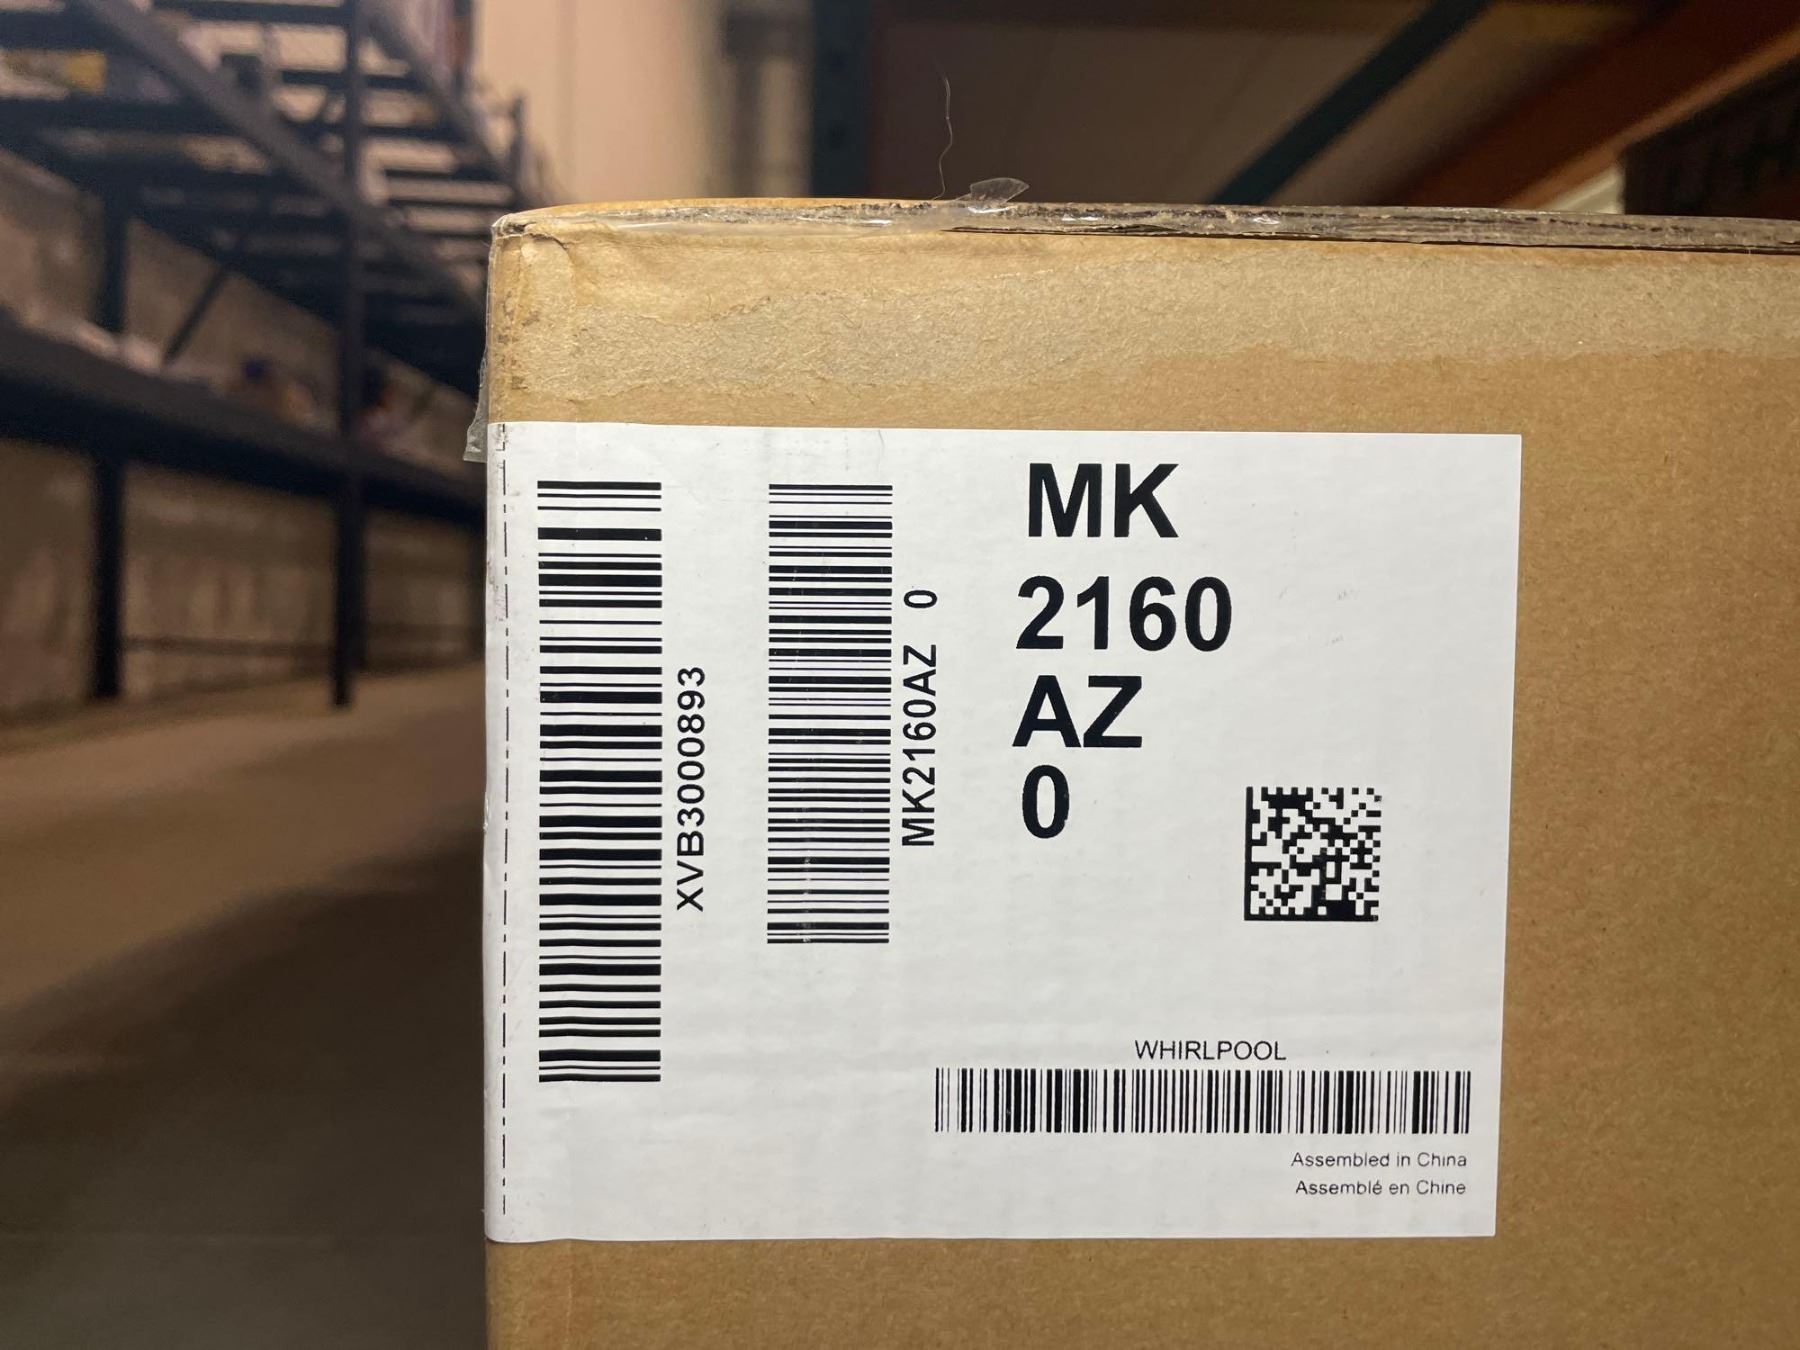 XVB3000893
MK2160AZ 0
MK
2160
AZ
0
WHIRLPOOL
Assembled in China
Assemblé en Chine